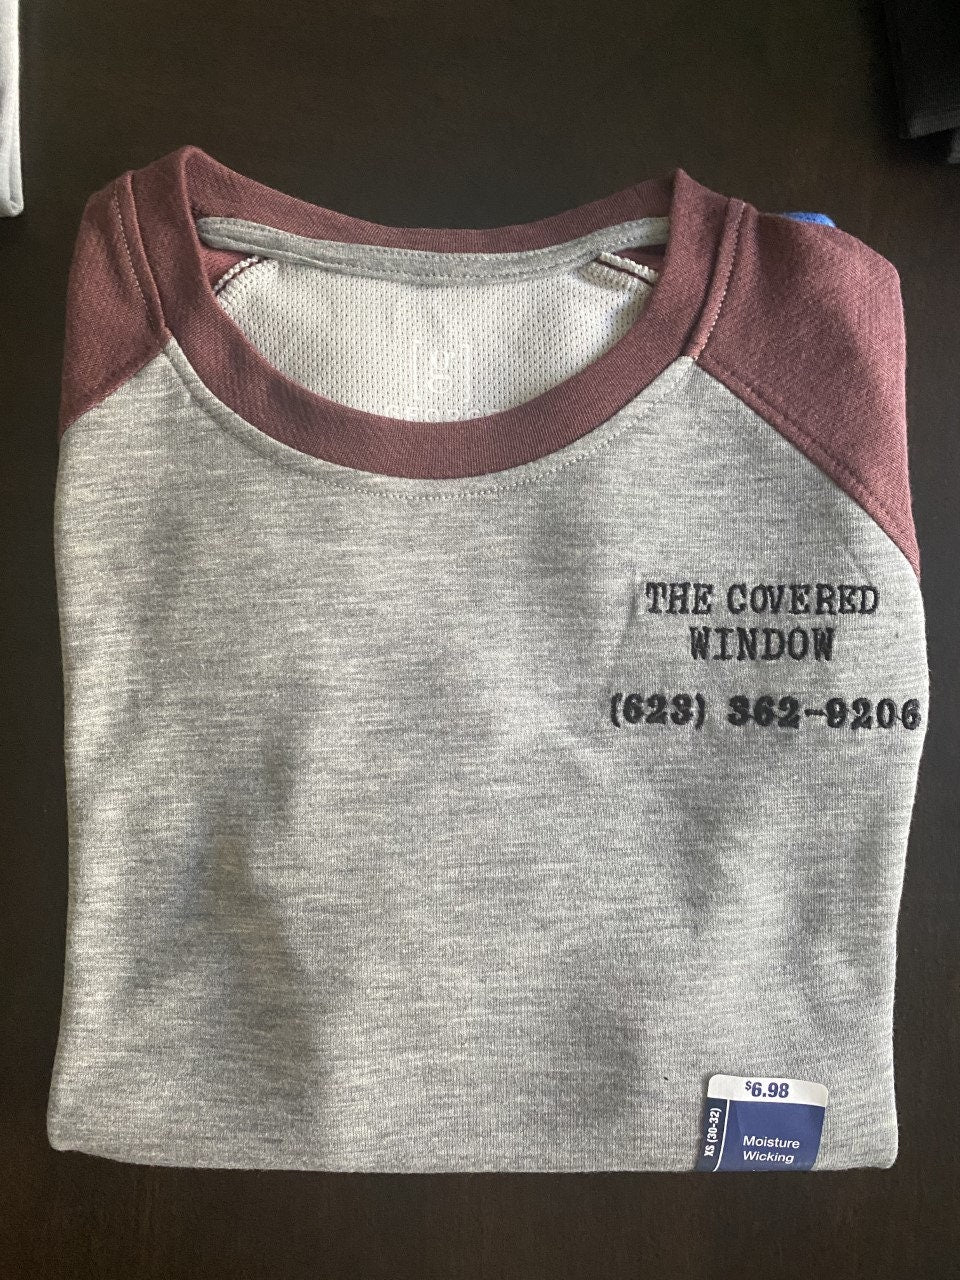 THE COVERED
WINDOW
(623) 362-9206
$6.98
XS (30-32)
Moisture
Wicking